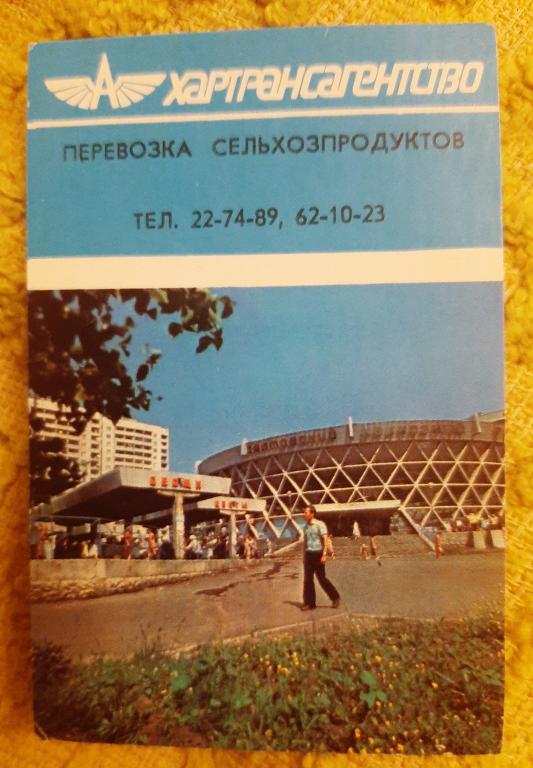 А ХАРТРАНСАГЕНТСТВО
ПЕРЕВОЗКА СЕЛЬХОЗПРОДУКТОВ
ТЕЛ. 22-74-89, 62-10-23